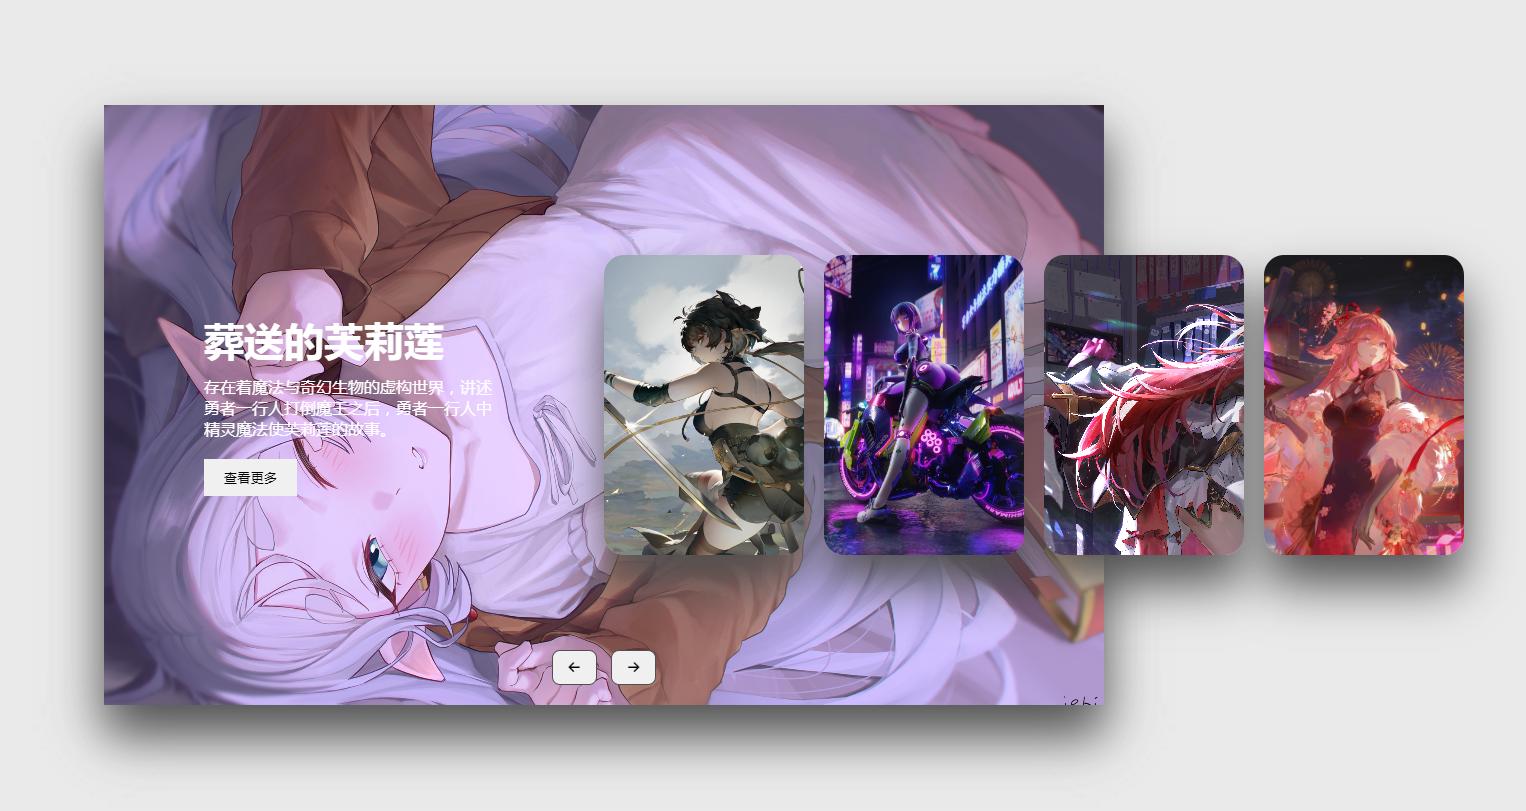 葬送的芙莉莲
存在着魔法与奇幻生物的虚构世界，讲述
勇者一行人打倒魔王之后，勇者一行人中
精灵魔法使芙莉莲的故事。
查看更多